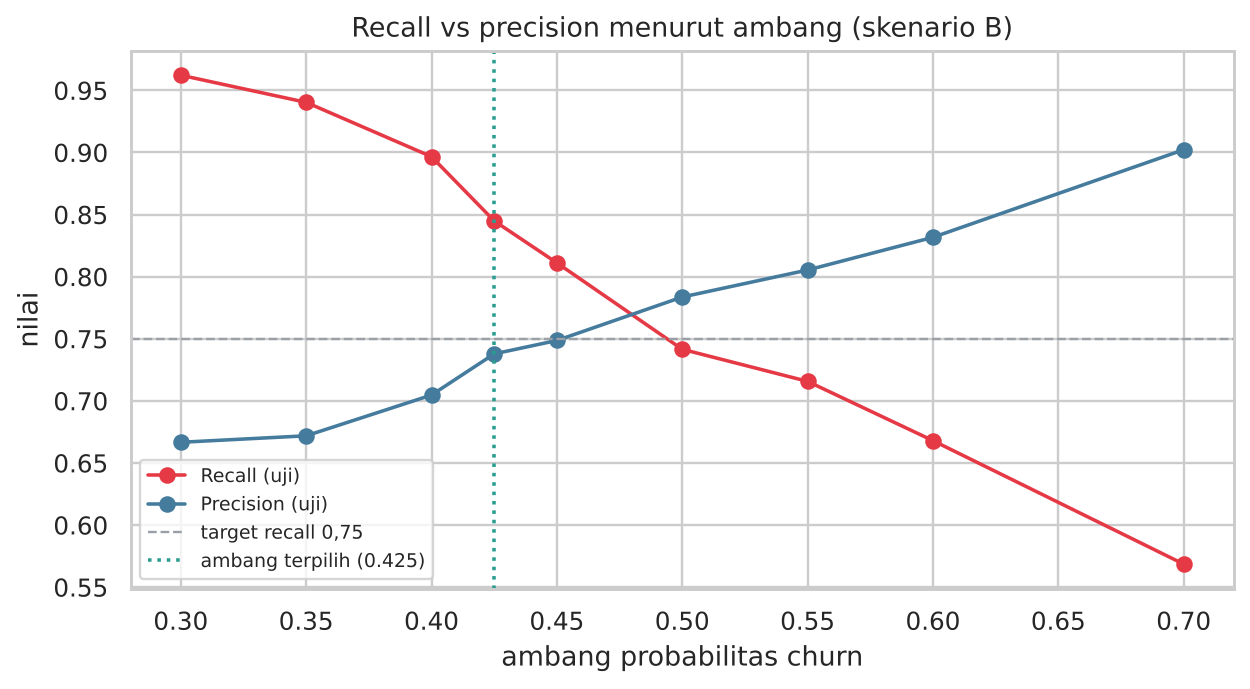 Recall vs precision menurut ambang (skenario B)
nilai
0.95
0.90
0.85
0.80
0.75
0.70
0.65
0.60
0.55
Recall (uji)
Precision (uji)
target recall 0,75
ambang terpilih (0.425)
0.30 0.35 0.40 0.45 0.50 0.55 0.60 0.65 0.70
ambang probabilitas churn